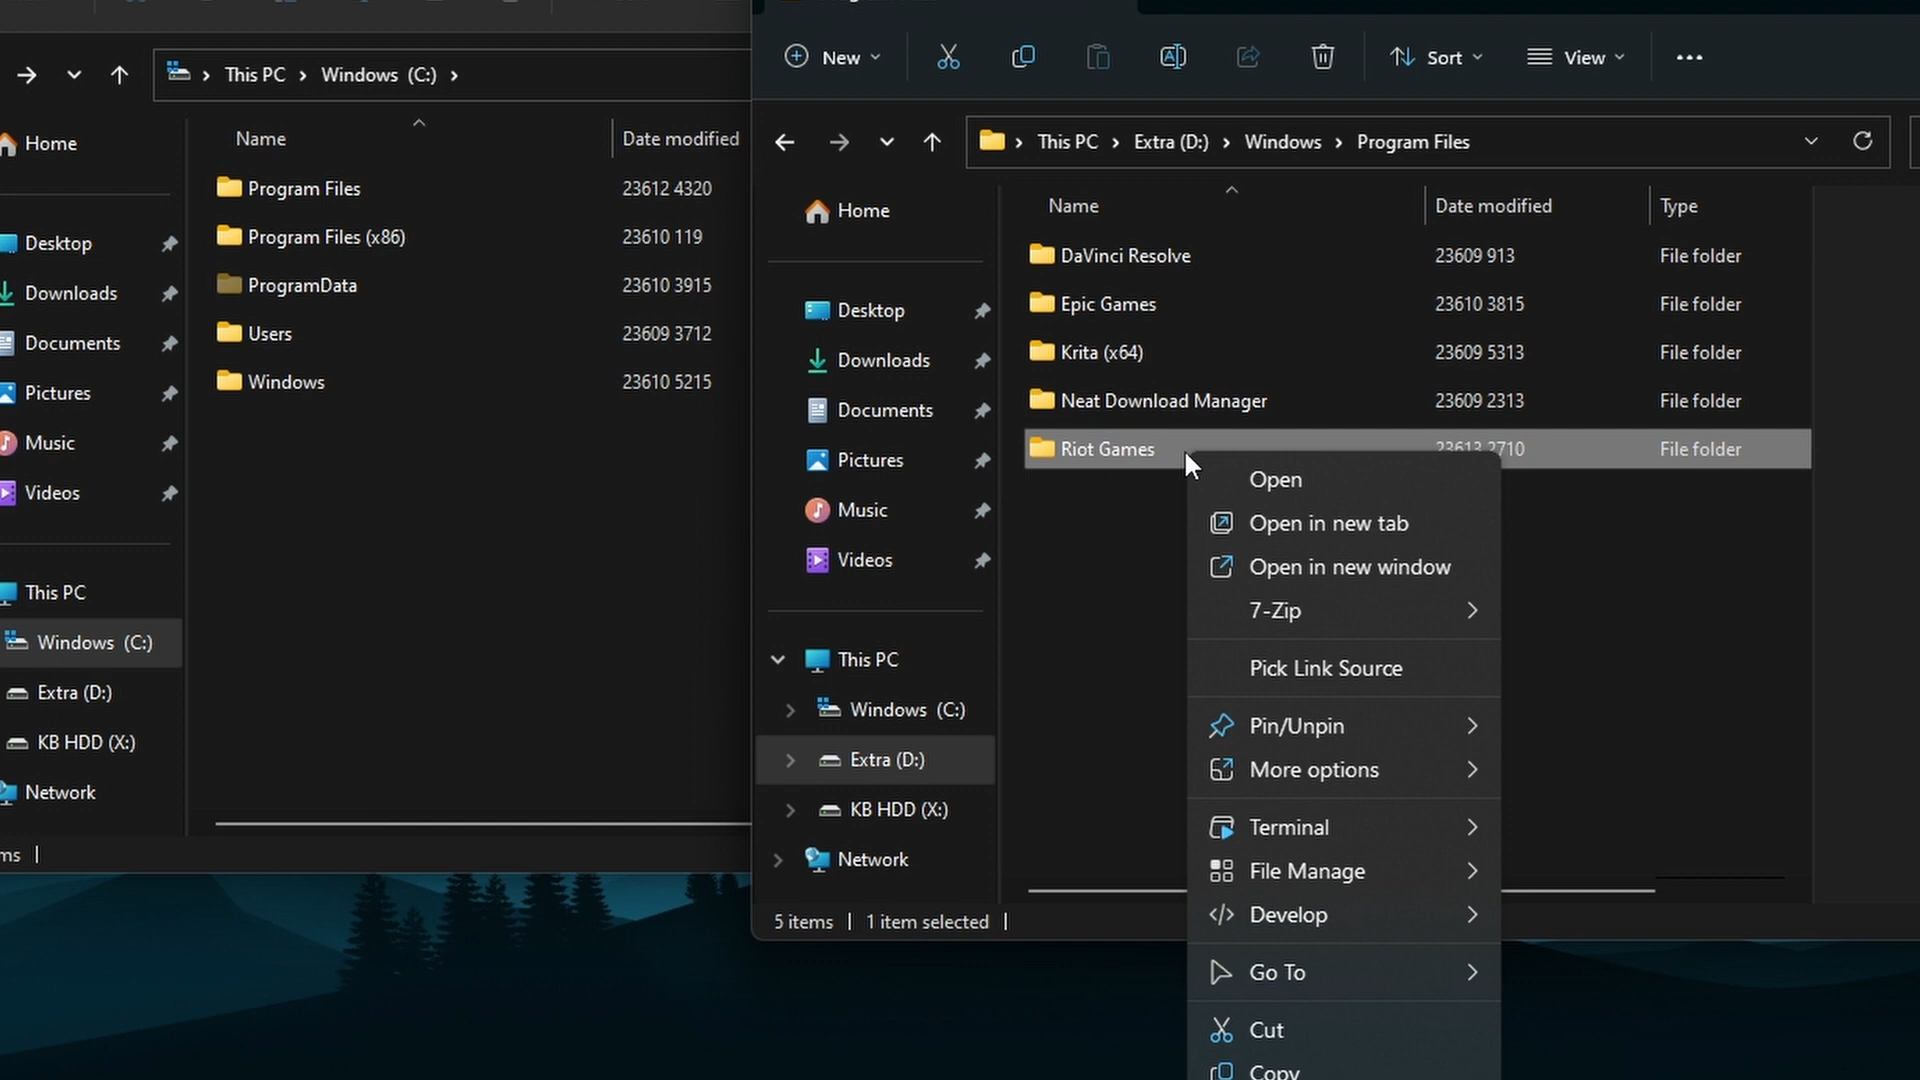 This PC > Windows (C:) >
Name
Date modified
Home
Desktop
Downloads
Documents
Pictures
Music
Videos
This PC
Windows (C:)
Extra (D:)
KB HDD (X:)
Network
Program Files 23612 4320
Program Files (x86) 23610 119
ProgramData 23610 3915
Users 23609 3712
Windows 23610 5215
ms
New
Sort
View
This PC > Extra (D:) > Windows > Program Files
Name
Date modified
Type
Home
Desktop
Downloads
Documents
Pictures
Music
Videos
This PC
Windows (C:)
Extra (D:)
KB HDD (X:)
Network
DaVinci Resolve 23609 913 File folder
Epic Games 23610 3815 File folder
Krita (x64) 23609 5313 File folder
Neat Download Manager 23609 2313 File folder
Riot Games 23613 2710 File folder
Open
Open in new tab
Open in new window
7-Zip
Pick Link Source
Pin/Unpin
More options
Terminal
File Manage
Develop
Go To
Cut
Copy
5 items
1 item selected